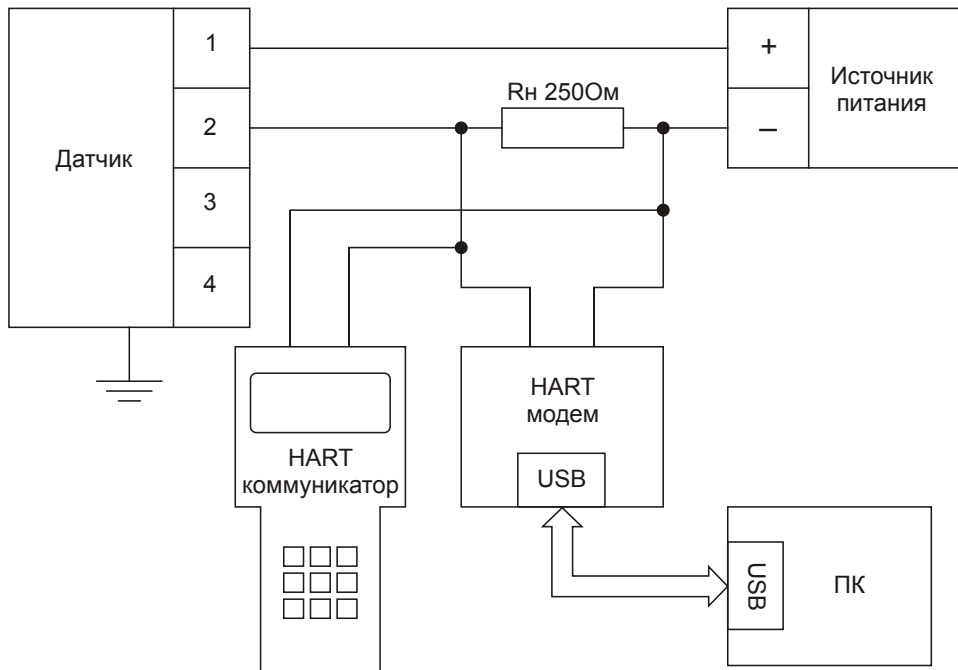 1
+
Источник
питания
Rн 250Ом
Датчик
2
–
3
4
HART
модем
HART
коммуникатор
USB
USB
ПК